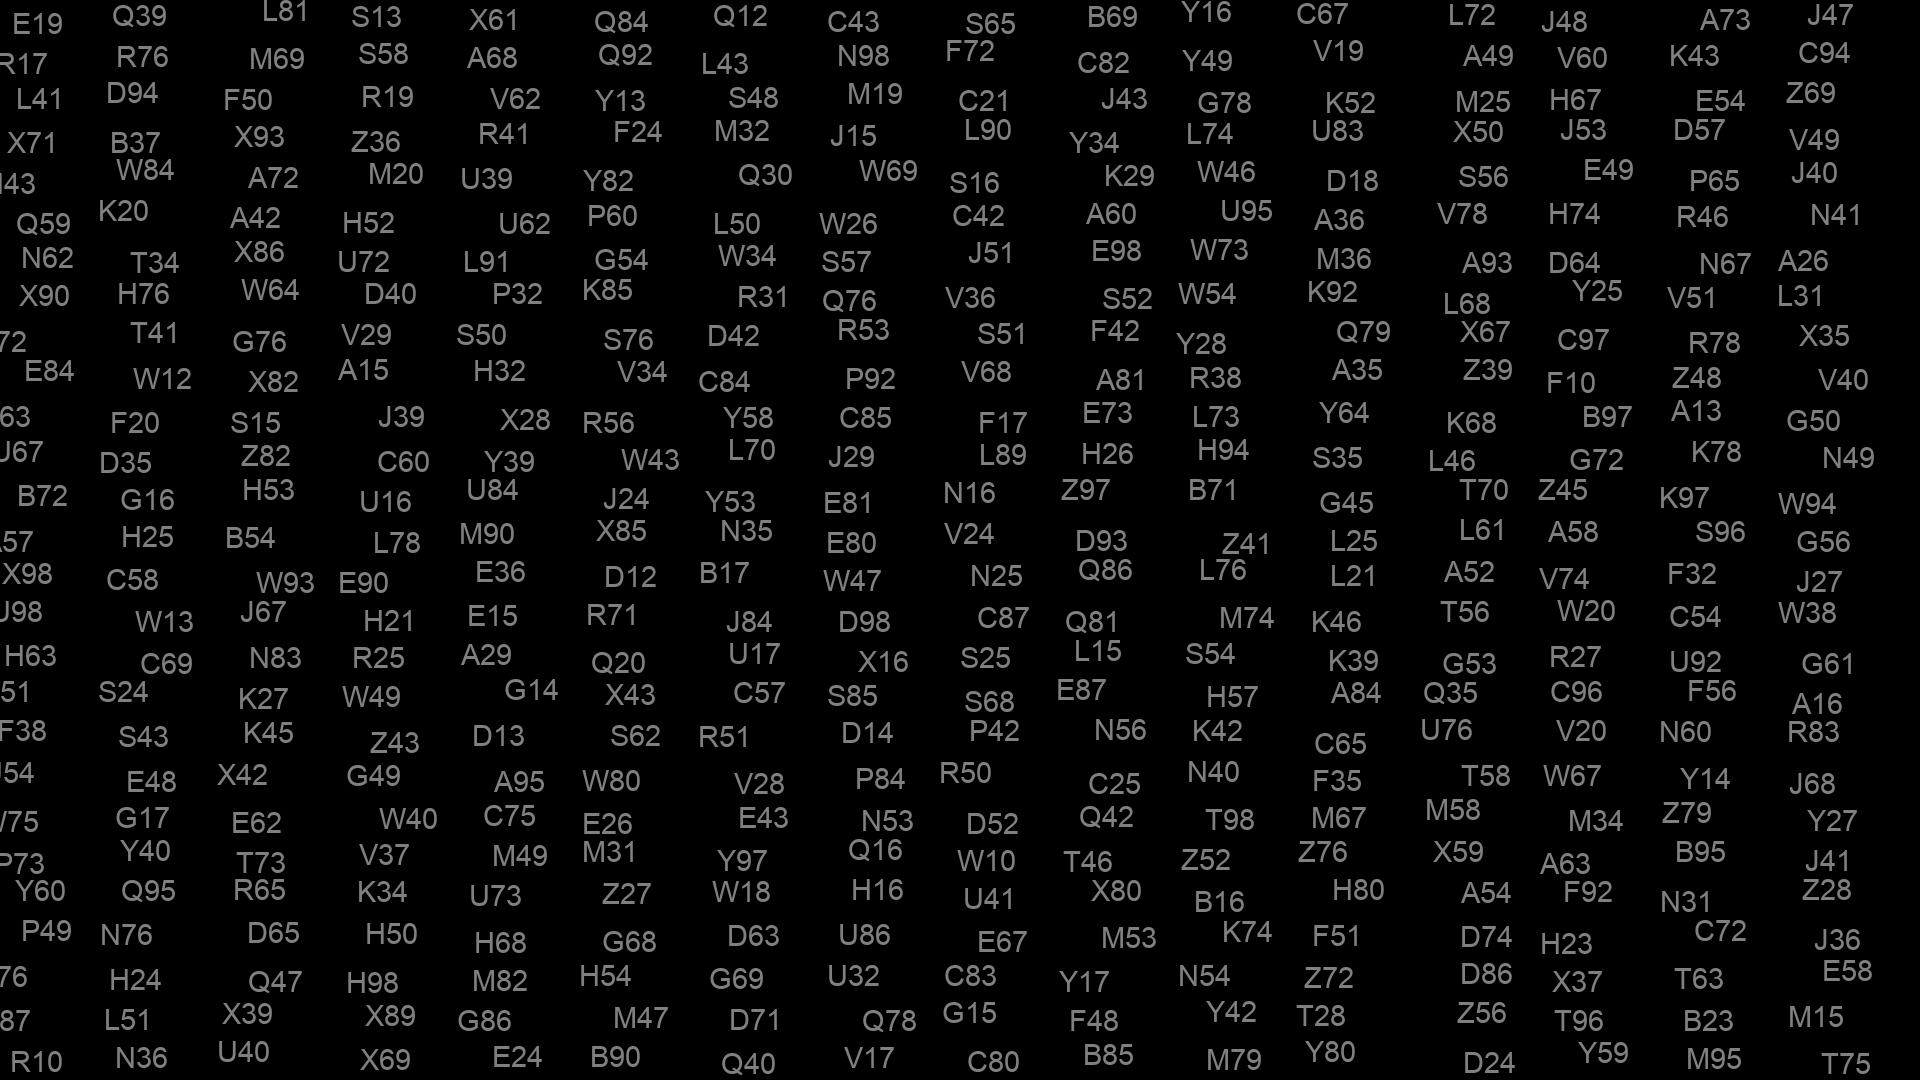 E19 Q39 L81 S13 X61 Q84 Q12 C43 S65 B69 Y16 C67 L72 J48 A73 J47
R17 R76 M69 S58 A68 Q92 L43 N98 F72 C82 Y49 V19 A49 V60 K43 C94
L41 D94 F50 R19 V62 Y13 S48 M19 C21 J43 G78 K52 M25 H67 E54 Z69
X71 B37 X93 Z36 R41 F24 M32 J15 L90 Y34 L74 U83 X50 J53 D57 V49
43 W84 A72 M20 U39 Y82 Q30 W69 S16 K29 W46 D18 S56 E49 P65 J40
Q59 K20 A42 H52 U62 P60 L50 W26 C42 A60 U95 A36 V78 H74 R46 N41
N62 T34 X86 U72 L91 G54 W34 S57 J51 E98 W73 M36 A93 D64 N67 A26
X90 H76 W64 D40 P32 K85 R31 Q76 V36 S52 W54 K92 L68 Y25 V51 L31
72 T41 G76 V29 S50 S76 D42 R53 S51 F42 Y28 Q79 X67 C97 R78 X35
E84 W12 X82 A15 H32 V34 C84 P92 V68 A81 R38 A35 Z39 F10 Z48 V40
63 F20 S15 J39 X28 R56 Y58 C85 F17 E73 L73 Y64 K68 B97 A13 G50
U67 D35 Z82 C60 Y39 W43 L70 J29 L89 H26 H94 S35 L46 G72 K78 N49
B72 G16 H53 U16 U84 J24 Y53 E81 N16 Z97 B71 G45 T70 Z45 K97 W94
57 H25 B54 L78 M90 X85 N35 E80 V24 D93 Z41 L25 L61 A58 S96 G56
X98 C58 W93 E90 E36 D12 B17 W47 N25 Q86 L76 L21 A52 V74 F32 J27
98 W13 J67 H21 E15 R71 J84 D98 C87 Q81 M74 K46 T56 W20 C54 W38
H63 C69 N83 R25 A29 Q20 U17 X16 S25 L15 S54 K39 G53 R27 U92 G61
51 S24 K27 W49 G14 X43 C57 S85 S68 E87 H57 A84 Q35 C96 F56 A16
F38 S43 K45 Z43 D13 S62 R51 D14 P42 N56 K42 C65 U76 V20 N60 R83
54 E48 X42 G49 A95 W80 V28 P84 R50 C25 N40 F35 T58 W67 Y14 J68
75 G17 E62 W40 C75 E26 E43 N53 D52 Q42 T98 M67 M58 M34 Z79 Y27
P73 Y40 T73 V37 M49 M31 Y97 Q16 W10 T46 Z52 Z76 X59 A63 B95 J41
Y60 Q95 R65 K34 U73 Z27 W18 H16 U41 X80 B16 H80 A54 F92 N31 Z28
P49 N76 D65 H50 H68 G68 D63 U86 E67 M53 K74 F51 D74 H23 C72 J36
76 H24 Q47 H98 M82 H54 G69 U32 C83 Y17 N54 Z72 D86 X37 T63 E58
87 L51 X39 X89 G86 M47 D71 Q78 G15 F48 Y42 T28 Z56 T96 B23 M15
R10 N36 U40 X69 E24 B90 Q40 V17 C80 B85 M79 Y80 D24 Y59 M95 T75